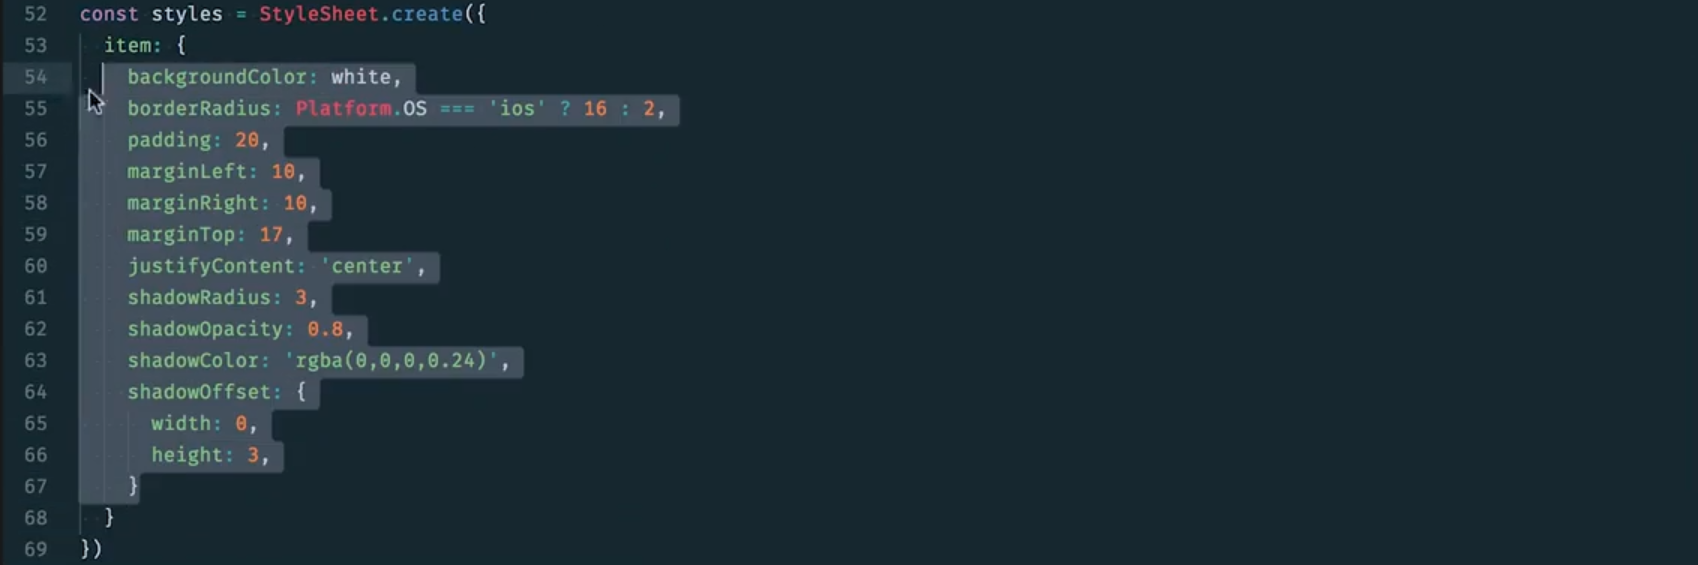 52 const styles = StyleSheet.create({
53 item: {
54 backgroundColor: white,
55 borderRadius: Platform.OS === 'ios' ? 16 : 2,
56 padding: 20,
57 marginLeft: 10,
58 marginRight: 10,
59 marginTop: 17,
60 justifyContent: 'center',
61 shadowRadius: 3,
62 shadowOpacity: 0.8,
63 shadowColor: 'rgba(0,0,0,0.24)',
64 shadowOffset: {
65 width: 0,
66 height: 3,
67 }
68 }
69 })